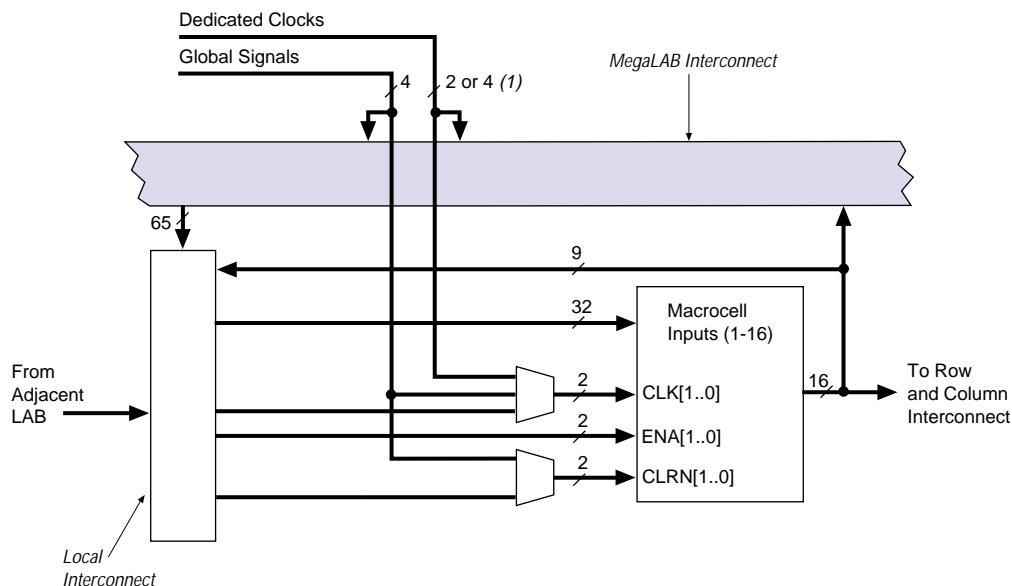 Dedicated Clocks
Global Signals
MegaLAB Interconnect
4
2 or 4 (1)
65
9
32
Macrocell
Inputs (1-16)
From
Adjacent
LAB
2
CLK[1..0]
16
To Row
and Column
Interconnect
2
ENA[1..0]
2
CLRN[1..0]
Local
Interconnect